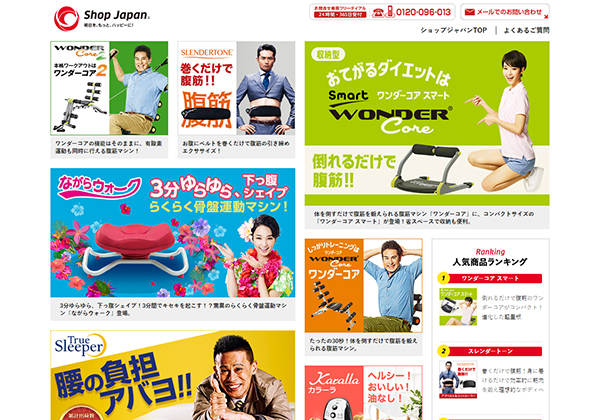 Shop Japan.
明日を、もっと、ハッピーに!
お問合せ専用フリーダイアル
24時間・365日受付
0120-096-013
メールでのお問い合わせ
ショップジャパンTOP
よくあるご質問
WONDER
Core 2
本格ワークアウトは
ワンダーコア2
ワンダーコアの機能はそのままに、有酸素
運動も同時に行える腹筋マシン!
SLENDERTONE
巻くだけで
腹筋!!
腹筋
お腹にベルトを巻くだけで腹筋の引き締め
エクササイズ!
収納型
おてがるダイエットは
Smart ワンダーコア スマート
WONDER
Core
倒れるだけで
腹筋!!
体を倒すだけで腹筋を鍛えられる腹筋マシン「ワンダーコア」に、コンパクトサイズの
「ワンダーコア スマート」が登場!省スペースで収納も便利。
ながらウォーク
3分ゆらゆら、下っ腹
シェイプ
らくらく骨盤運動マシン!
3分ゆらゆら、下っ腹シェイプ!3分間でキセキを起こす!?驚異のらくらく骨盤運動マシ
ン「ながらウォーク」登場。
しっかりトレーニングは
WONDER
Core
ワンダーコア
たったの30秒!体を倒すだけで腹筋を鍛え
られる腹筋マシン。
Ranking
人気商品ランキング
1
ワンダーコア スマート
倒れるだけで腹筋のワン
ダーコアがコンパクト!
進化した軽量版
2
スレンダートーン
巻くだけで腹筋!身に着
けるだけで効果的に筋肉
を鍛え理想的なボディへ
True
Sleeper
腰の負担
アバヨ!!
Karalla
カラーラ
ヘルシー!
おいしい!
油なし!